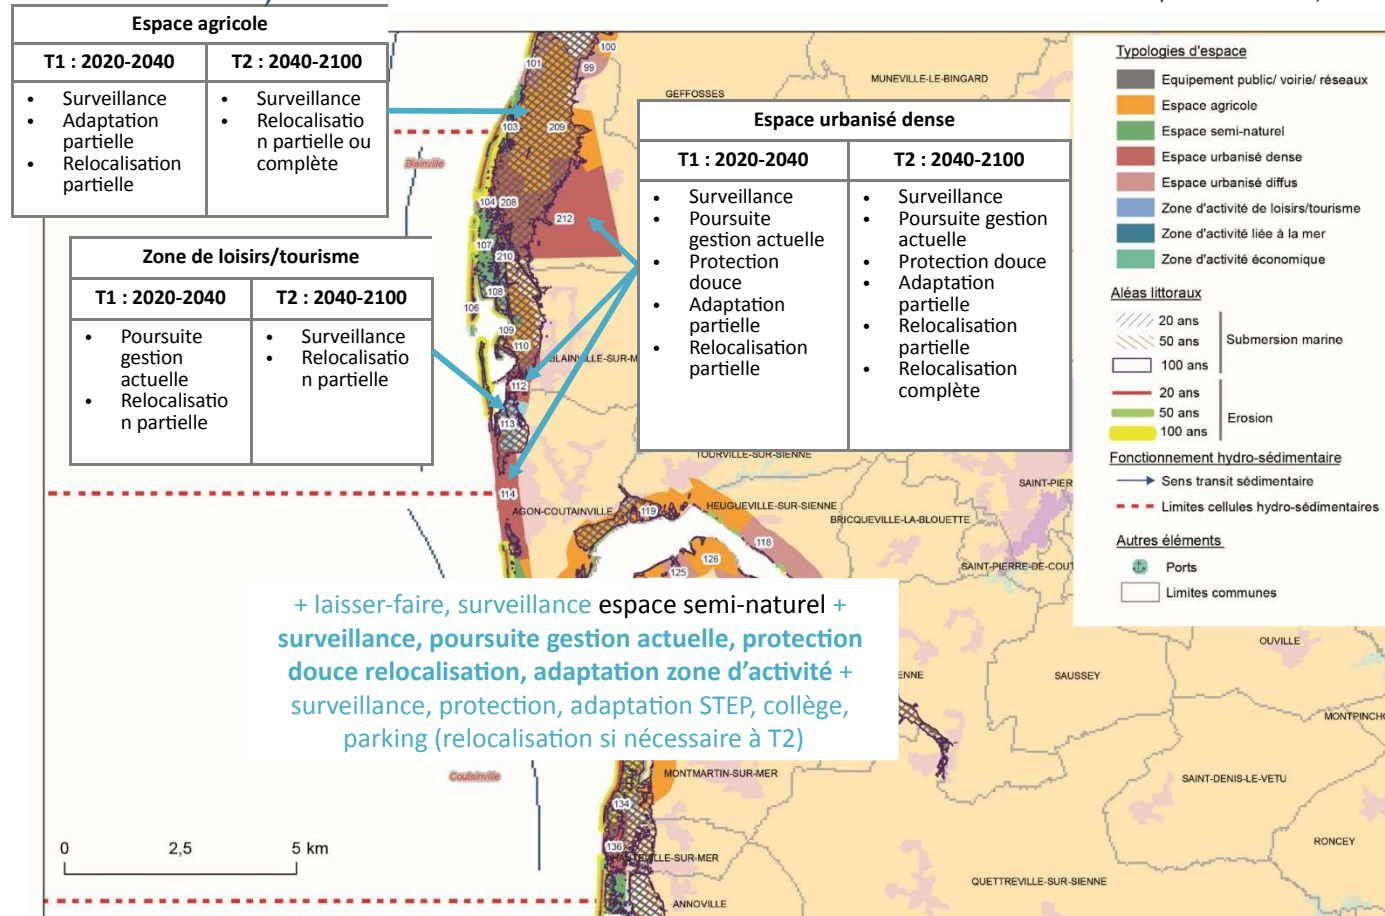 Espace agricole
T1 : 2020-2040
T2 : 2040-2100
• Surveillance
• Adaptation
partielle
• Relocalisation
partielle
• Surveillance
• Relocalisatio
n partielle ou
complète
Zone de loisirs/tourisme
T1 : 2020-2040
T2 : 2040-2100
• Poursuite
gestion
actuelle
• Relocalisatio
n partielle
• Surveillance
• Relocalisatio
n partielle
Espace urbanisé dense
T1 : 2020-2040
T2 : 2040-2100
• Surveillance
• Poursuite
gestion actuelle
• Protection
douce
• Adaptation
partielle
• Relocalisation
partielle
• Surveillance
• Poursuite gestion
actuelle
• Protection douce
• Adaptation
partielle
• Relocalisation
partielle
• Relocalisation
complète
Typologies d'espace
Equipement public/ voirie/ réseaux
Espace agricole
Espace semi-naturel
Espace urbanisé dense
Espace urbanisé diffus
Zone d'activité de loisirs/tourisme
Zone d'activité liée à la mer
Zone d'activité économique
Aléas littoraux
20 ans
50 ans
100 ans
Submersion marine
20 ans
50 ans
100 ans
Erosion
Fonctionnement hydro-sédimentaire
Sens transit sédimentaire
Limites cellules hydro-sédimentaires
Autres éléments
Ports
Limites communes
100
99
101
MUNEVILLE-LE-BINGARD
GEFFOSSES
103
209
Blainville
104
208
212
107
210
108
106
109
110
BLAINVILLE-SUR-M
112
113
TOURVILLE-SUR-SIENNE
114
AGON-COUTAINVILLE
119
HEUGUEVILLE-SUR-SIENNE
SAINT-PIER
BRICQUEVILLE-LA-BLOUETTE
118
126
125
SAINT-PIERRE-DE-COUT
+ laisser-faire, surveillance espace semi-naturel +
surveillance, poursuite gestion actuelle, protection
douce relocalisation, adaptation zone d’activité +
surveillance, protection, adaptation STEP, collège,
parking (relocalisation si nécessaire à T2)
OUVILLE
ENNE
SAUSSEY
MONTPINCH
Coutainville
MONTMARTIN-SUR-MER
SAINT-DENIS-LE-VETU
134
136
HAUTEVILLE-SUR-MER
RONCEY
QUETTREVILLE-SUR-SIENNE
ANNOVILLE
0
2,5
5 km